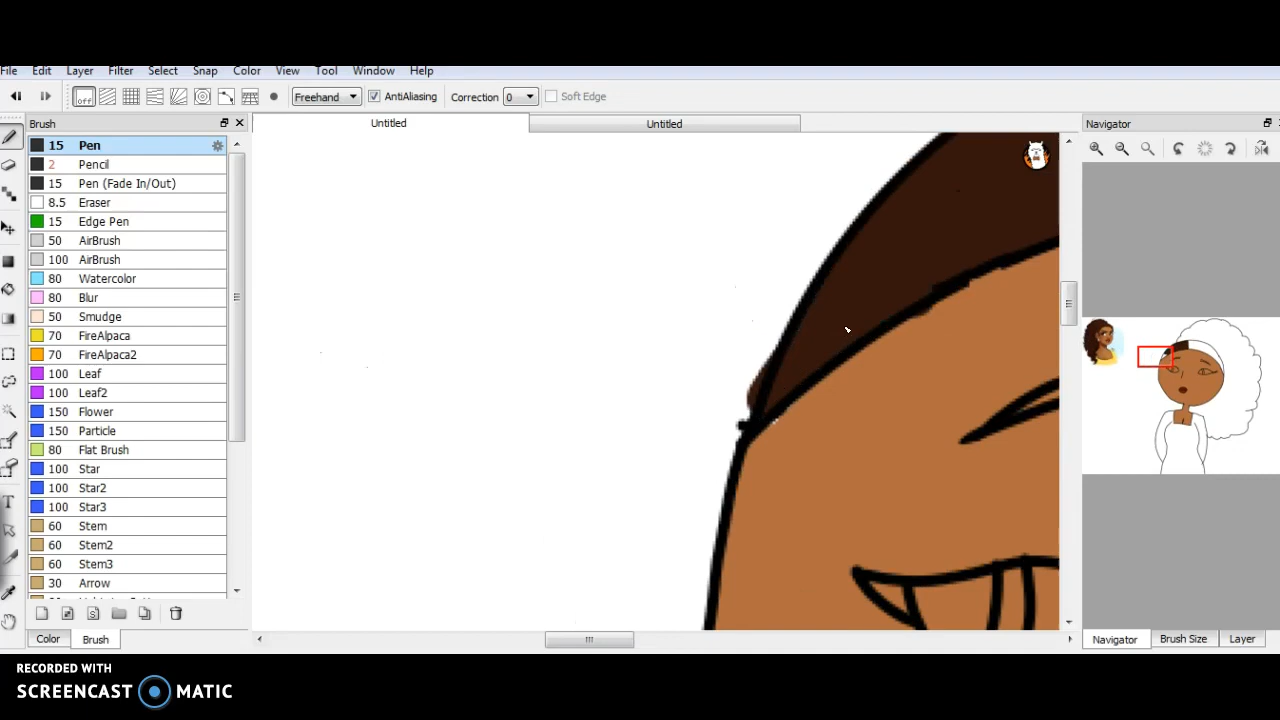 File Edit Layer Filter Select Snap Color View Tool Window Help
off Freehand AntiAliasing Correction 0 Soft Edge
Brush Untitled Untitled Navigator
15 Pen
2 Pencil
15 Pen (Fade In/Out)
8.5 Eraser
15 Edge Pen
50 AirBrush
100 AirBrush
80 Watercolor
80 Blur
50 Smudge
70 FireAlpaca
70 FireAlpaca2
100 Leaf
100 Leaf2
150 Flower
150 Particle
80 Flat Brush
100 Star
100 Star2
100 Star3
60 Stem
60 Stem2
60 Stem3
30 Arrow
Color Brush Navigator Brush Size Layer
RECORDED WITH
SCREENCAST MATIC